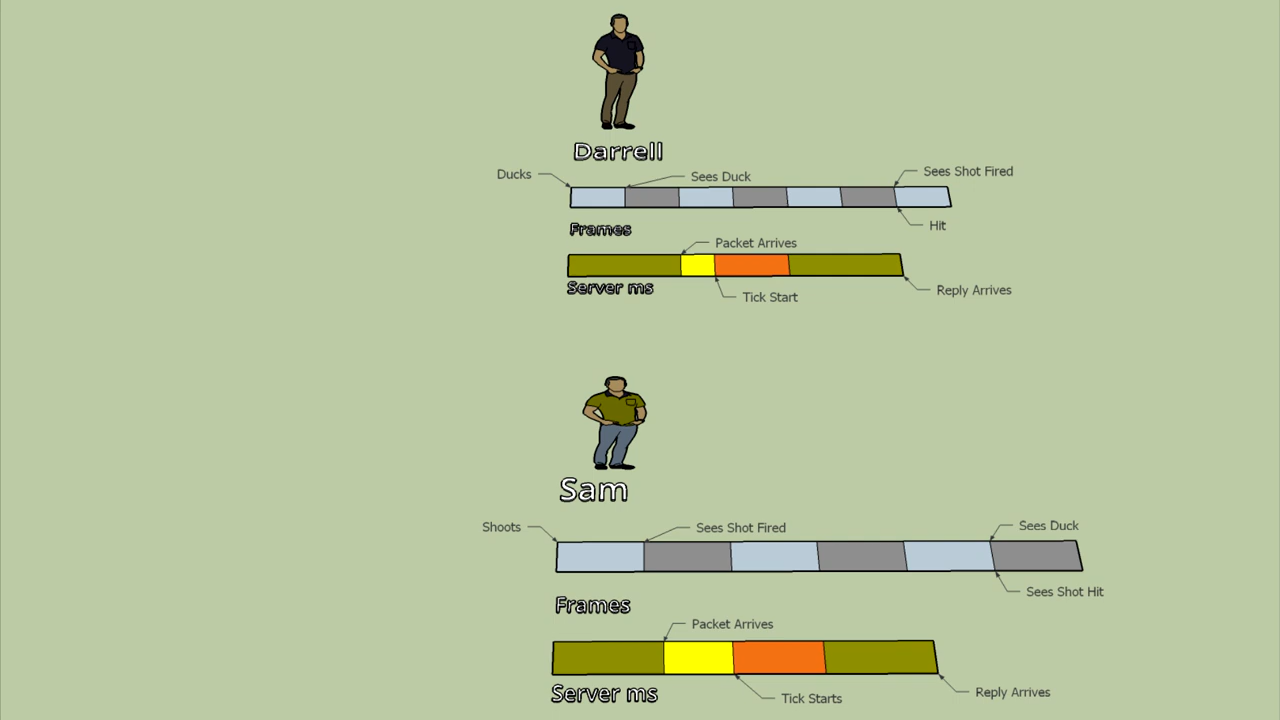 Darrell
Ducks
Sees Duck
Sees Shot Fired
Hit
Frames
Packet Arrives
Server ms
Tick Start
Reply Arrives
Sam
Shoots
Sees Shot Fired
Sees Duck
Sees Shot Hit
Frames
Packet Arrives
Server ms
Tick Starts
Reply Arrives